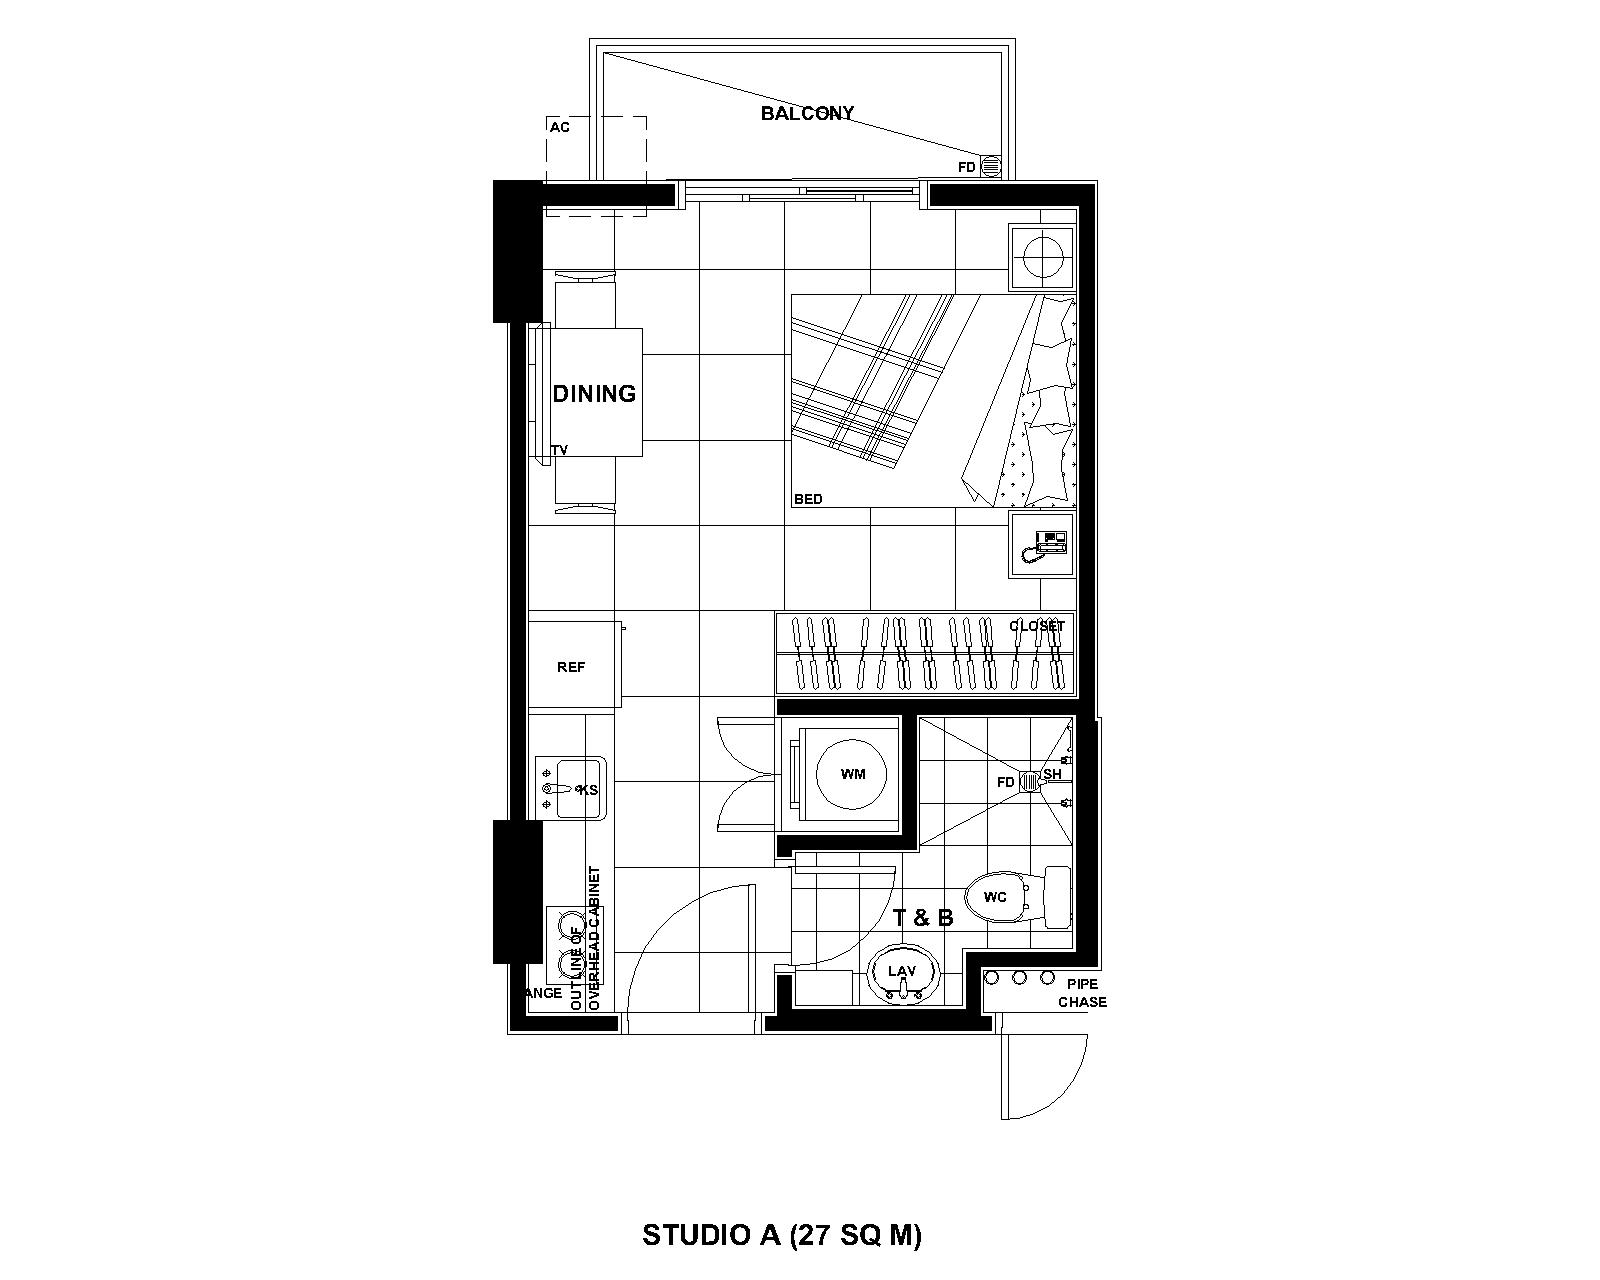 BALCONY
AC
FD
DINING
TV
BED
CLOSET
REF
WM
FD
SH
KS
WC
T & B
OUTLINE OF
OVERHEAD CABINET
LAV
ANGE
PIPE
CHASE
STUDIO A (27 SQ M)